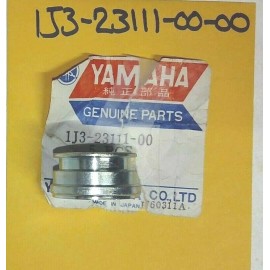 1J3-23111-00-00
YAMAHA
純正部品
GENUINE PARTS
1J3-23111-00
CO,LTD
MADE IN JAPAN